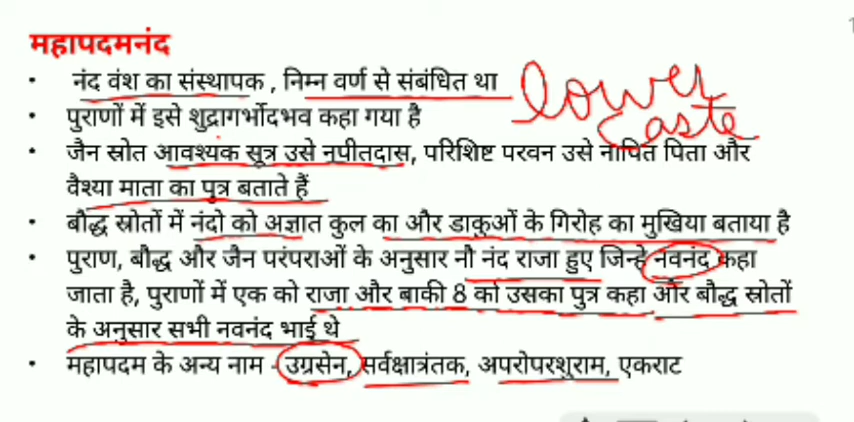 महापदमनंद
• नंद वंश का संस्थापक , निम्न वर्ण से संबंधित था
lower caste
• पुराणों में इसे शुद्रागर्भोदभव कहा गया है
• जैन स्रोत आवश्यक सूत्र उसे नपीतदास, परिशिष्ट परवन उसे नापित पिता और
वैश्या माता का पुत्र बताते हैं
• बौद्ध स्रोतों में नंदो को अज्ञात कुल का और डाकुओं के गिरोह का मुखिया बताया है
• पुराण, बौद्ध और जैन परंपराओं के अनुसार नौ नंद राजा हुए जिन्हे नवनंद कहा
जाता है, पुराणों में एक को राजा और बाकी 8 को उसका पुत्र कहा और बौद्ध स्रोतों
के अनुसार सभी नवनंद भाई थे
• महापदम के अन्य नाम - उग्रसेन, सर्वक्षात्रंतक, अपरोपरशुराम, एकराट